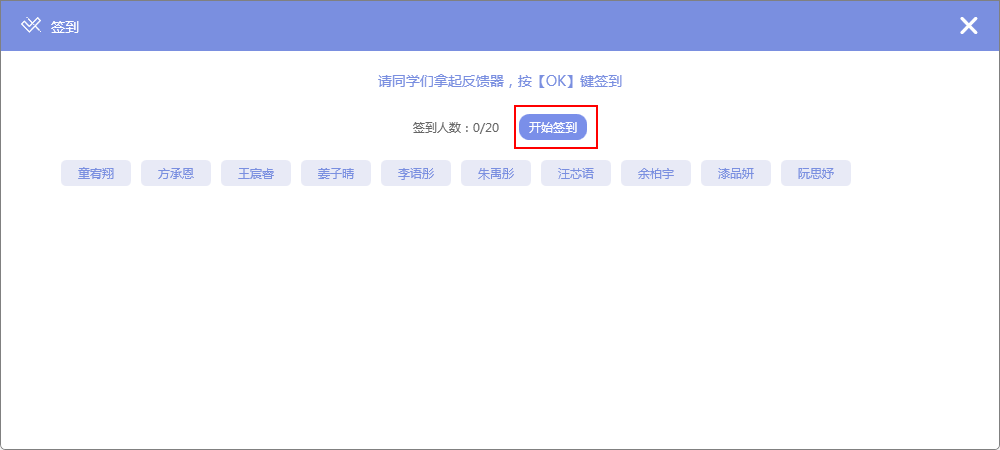 签到
请同学们拿起反馈器，按【OK】键签到
签到人数：0/20 开始签到
童宥翔 方承恩 王宸睿 姜子晴 李语彤 朱禹彤 汪芯语 余柏宇 漆品妍 阮思妤